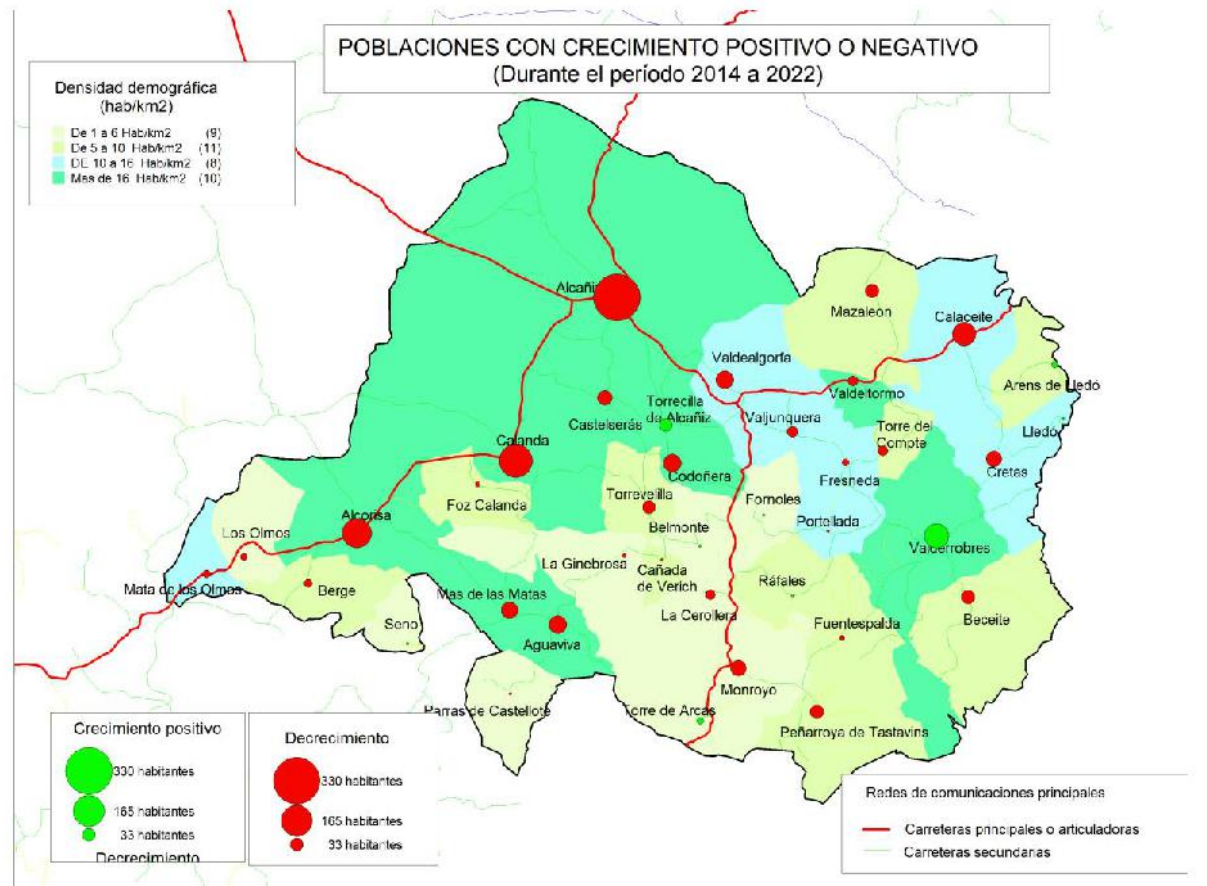 POBLACIONES CON CRECIMIENTO POSITIVO O NEGATIVO
(Durante el período 2014 a 2022)
Densidad demográfica
(hab/km2)
De 1 a 6 Hab/km2 (9)
De 5 a 10 Hab/km2 (11)
DE 10 a 16 Hab/km2 (8)
Mas de 16 Hab/km2 (10)
Alcañiz
Mazaleon
Calaceite
Valdealgorfa
Valdeltormo
Arens de Lledó
Torrecilla
de Alcañiz
Castelserás
Valjunquera
Torre del
Compte
Lledó
Calanda
Codoñera
Fresneda
Cretas
Foz Calanda
Torrevelilla
Fornoles
Alcorisa
Belmonte
Portellada
Los Olmos
Valderrobres
La Ginebrosa
Cañada
de Verich
Ráfales
Mata de los Olmos
Berge
Mas de las Matas
La Cerollera
Beceite
Seno
Aguaviva
Fuentespalda
Monroyo
Parras de Castellote
Torre de Arcas
Peñarroya de Tastavins
Crecimiento positivo
330 habitantes
165 habitantes
33 habitantes
Decrecimiento
Decrecimiento
330 habitantes
165 habitantes
33 habitantes
Redes de comunicaciones principales
Carreteras principales o articuladoras
Carreteras secundarias